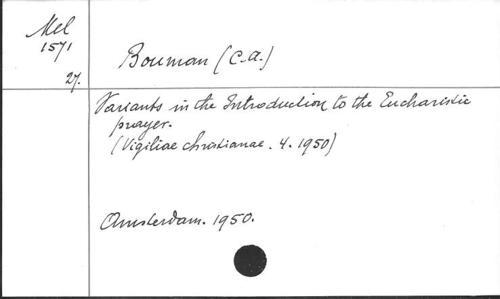 Mel
1571
27.
Bouman (C.A.)
Variants in the Introduction to the Eucharistic
prayer.
(Vigiliae christianae. 4. 1950)
Amsterdam. 1950.